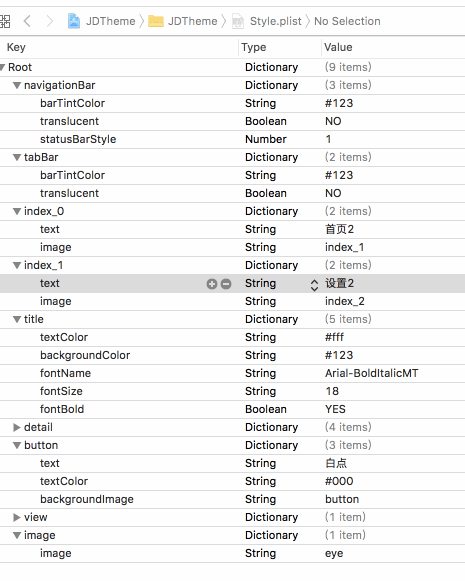 JDTheme JDTheme Style.plist No Selection
Key Type Value
Root Dictionary (9 items)
navigationBar Dictionary (3 items)
barTintColor String #123
translucent Boolean NO
statusBarStyle Number 1
tabBar Dictionary (2 items)
barTintColor String #123
translucent Boolean NO
index_0 Dictionary (2 items)
text String 首页2
image String index_1
index_1 Dictionary (2 items)
text String 设置2
image String index_2
title Dictionary (5 items)
textColor String #fff
backgroundColor String #123
fontName String Arial-BoldItalicMT
fontSize String 18
fontBold Boolean YES
detail Dictionary (4 items)
button Dictionary (3 items)
text String 白点
textColor String #000
backgroundImage String button
view Dictionary (1 item)
image Dictionary (1 item)
image String eye